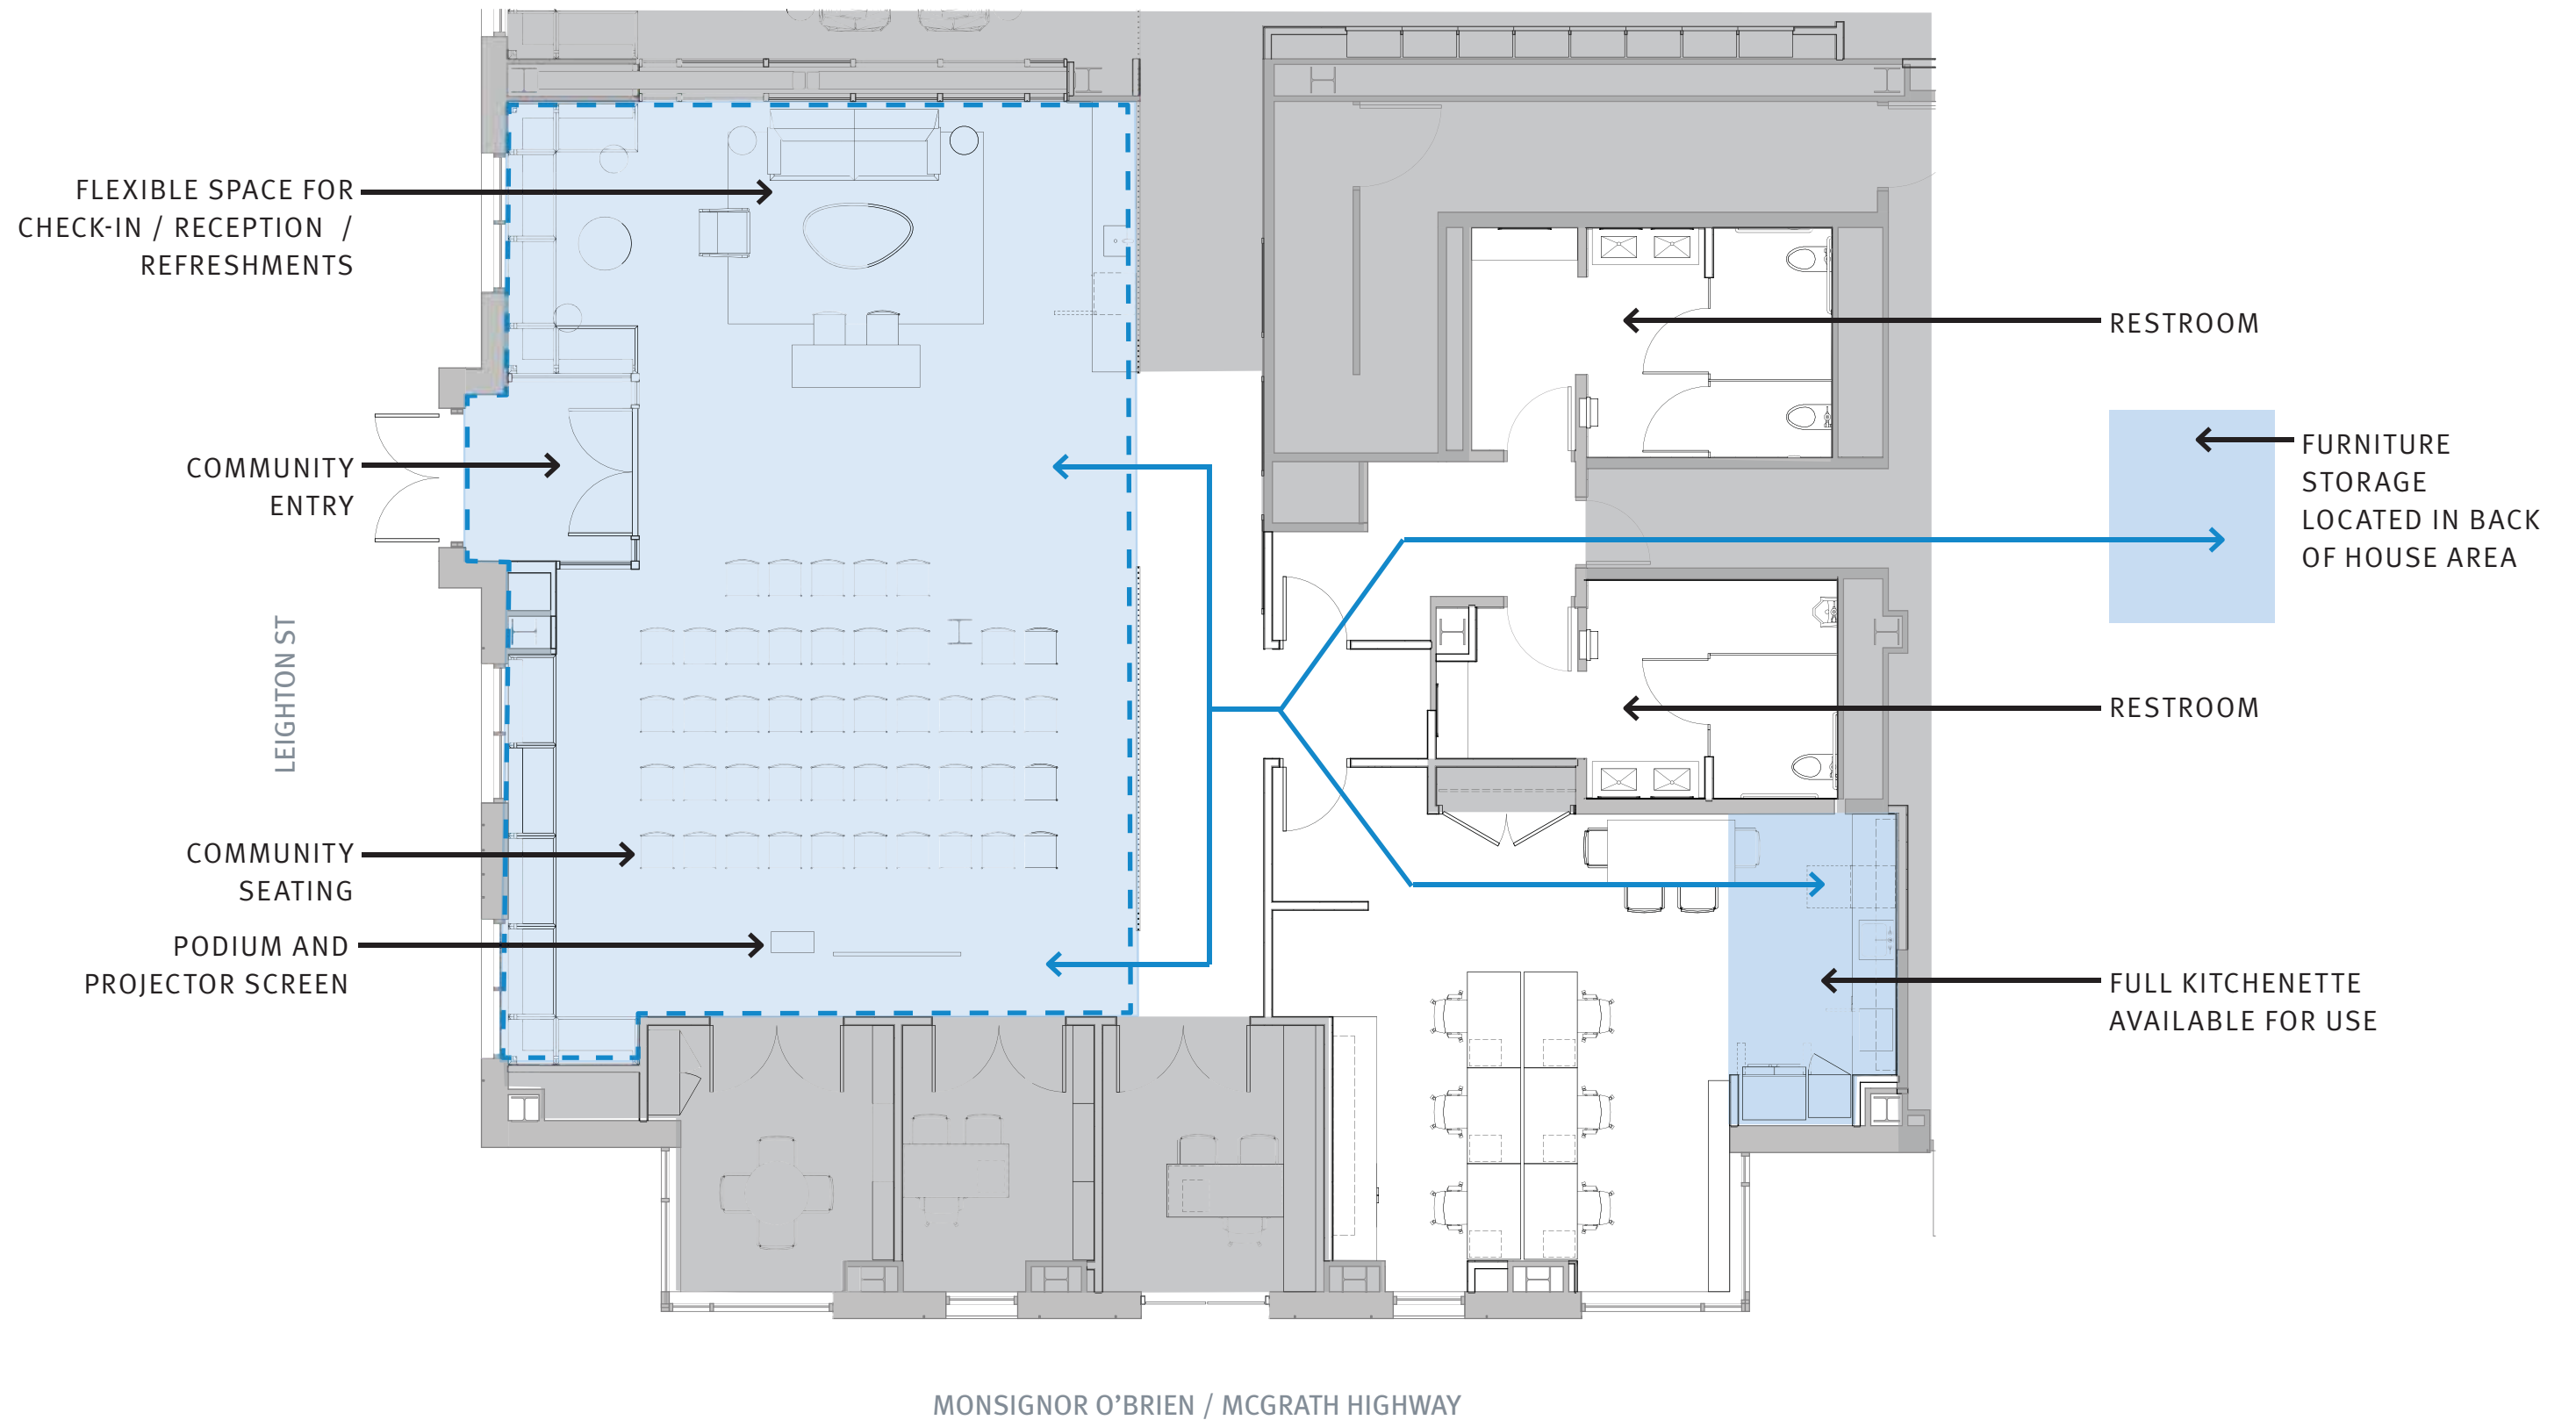 FLEXIBLE SPACE FOR
CHECK-IN / RECEPTION /
REFRESHMENTS
COMMUNITY
ENTRY
LEIGHTON ST
COMMUNITY
SEATING
PODIUM AND
PROJECTOR SCREEN
RESTROOM
FURNITURE
STORAGE
LOCATED IN BACK
OF HOUSE AREA
RESTROOM
FULL KITCHENETTE
AVAILABLE FOR USE
MONSIGNOR O’BRIEN / MCGRATH HIGHWAY